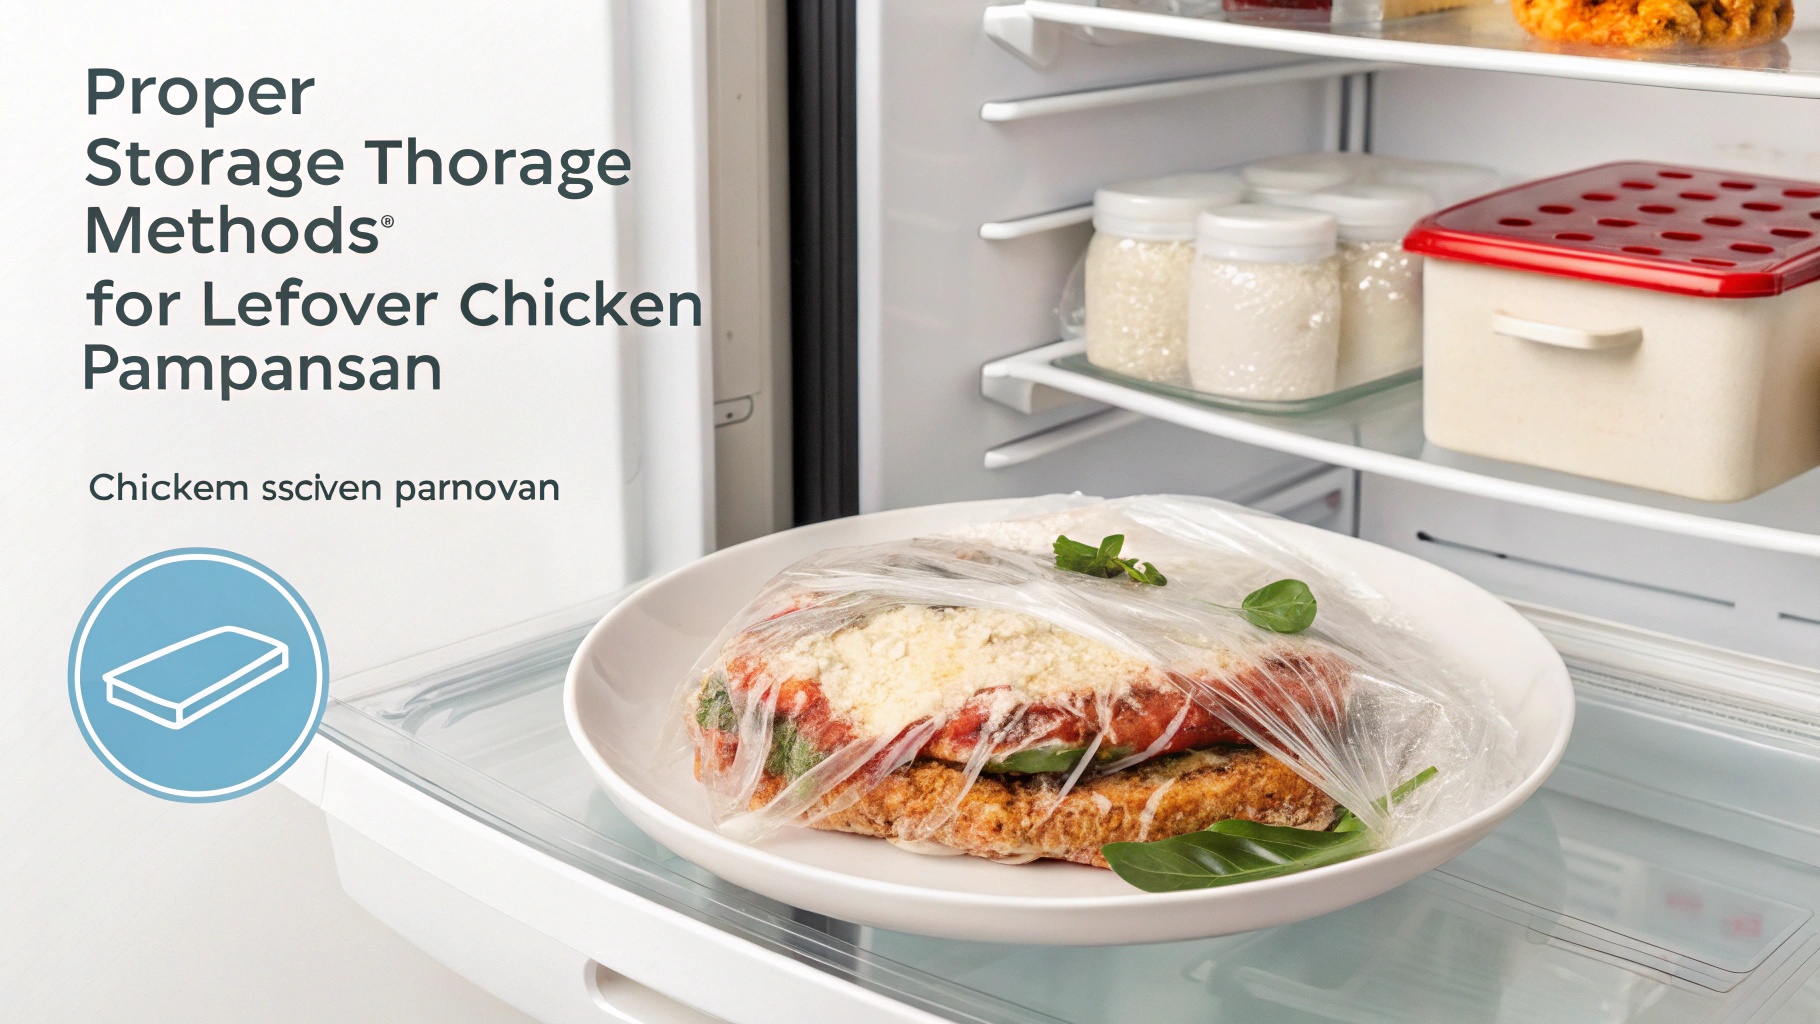 Proper
Storage Thorage
Methods®
for Lefover Chicken
Pampansan
Chickem ssciven parnovan